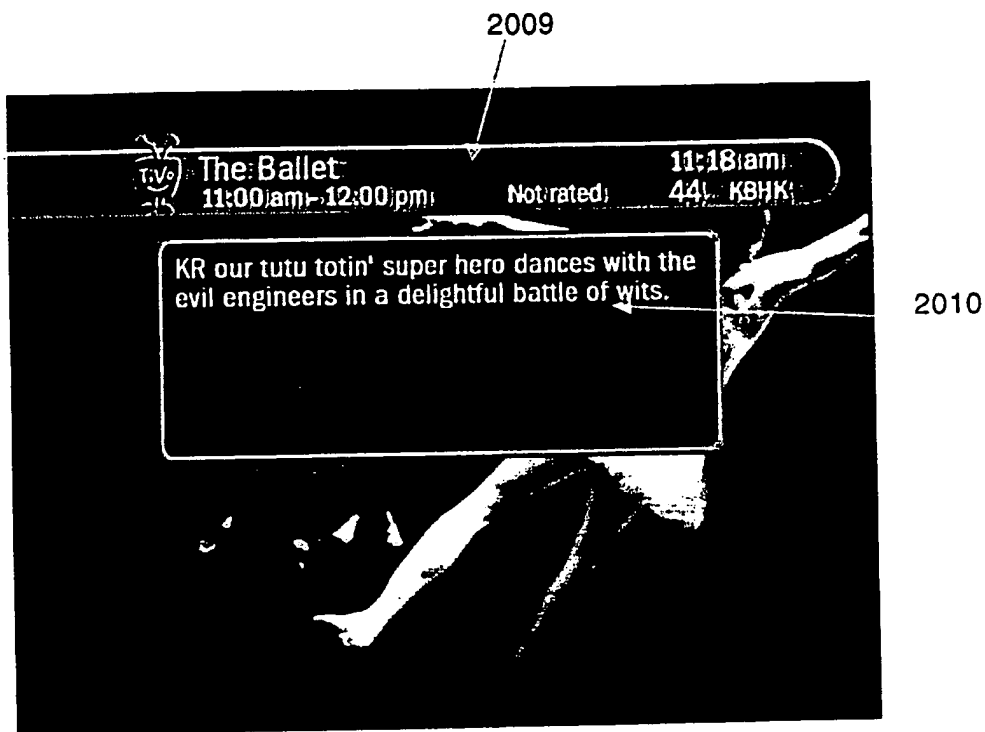 2009
TiVo
The Ballet
11:18 am
11:00 am - 12:00 pm
Not rated
44 KBHK
KR our tutu totin' super hero dances with the
evil engineers in a delightful battle of wits.
2010